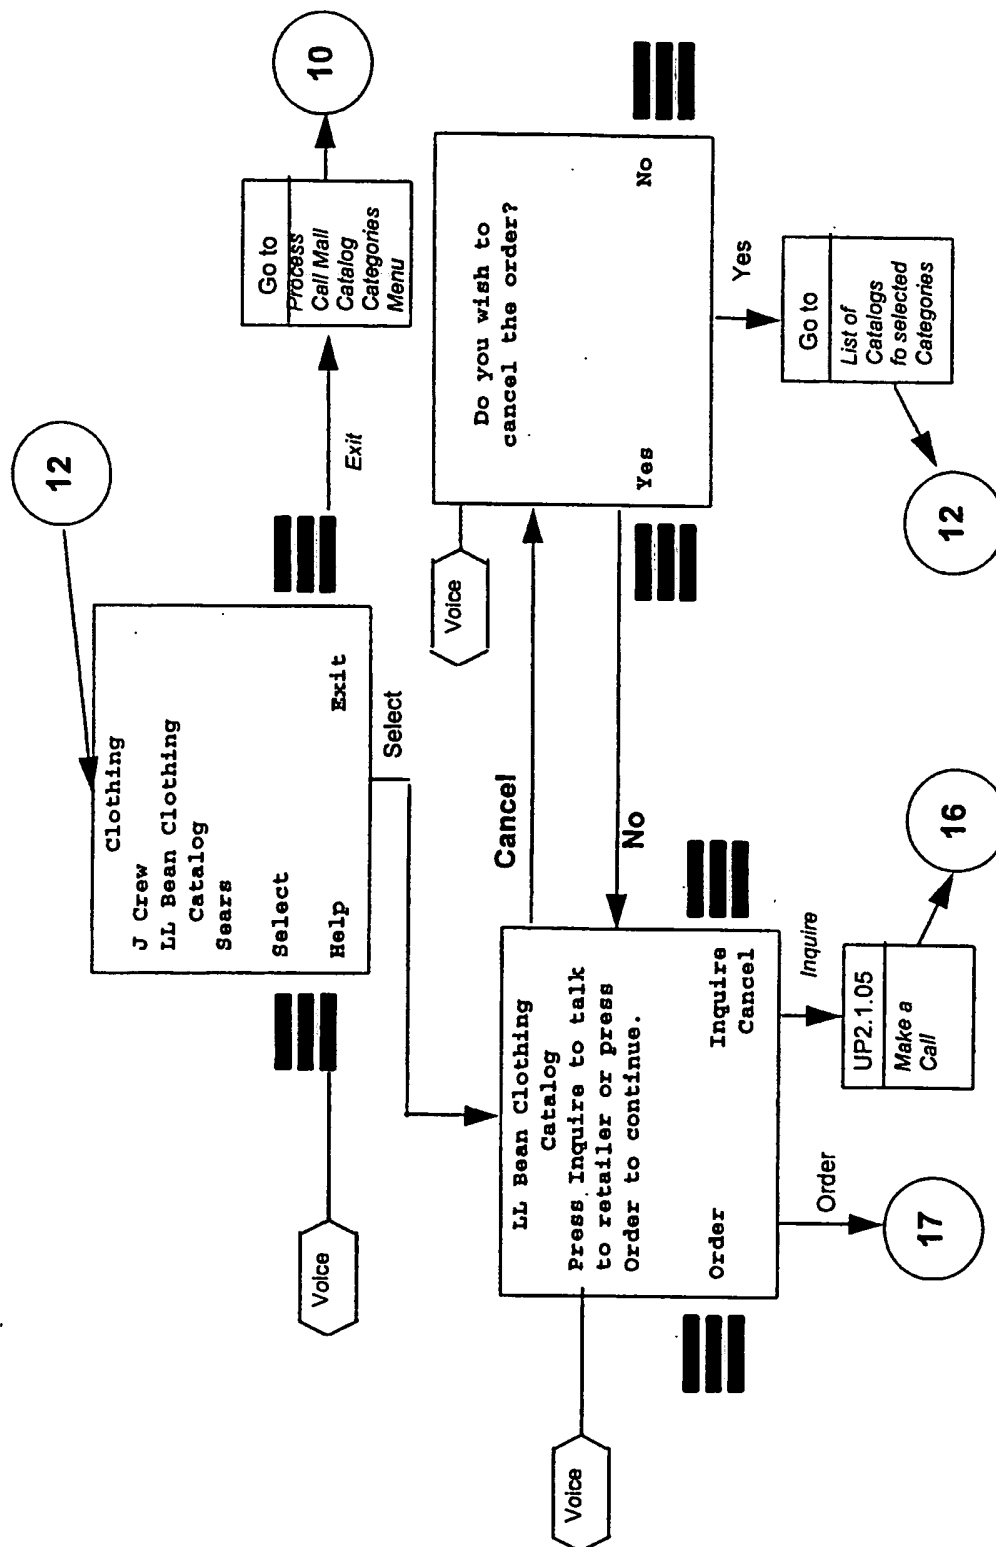 12
Clothing
J Crew
LL Bean Clothing
Catalog
Sears
Select
Help
Exit
Voice
Exit
Go to
Process
Call Mall
Catalog
Categories
Menu
10
Select
LL Bean Clothing
Catalog
Press Inquire to talk
to retailer or press
Order to continue.
Order
Inquire
Cancel
Voice
Cancel
No
Voice
Do you wish to
cancel the order?
Yes
No
Yes
Go to
List of
Catalogs
fo selected
Categories
12
Order
17
Inquire
UP2.1.05
Make a
Call
16